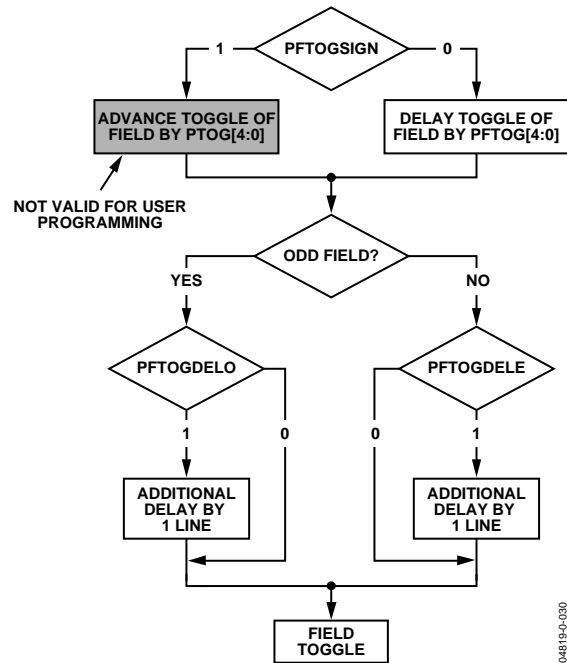 PFTOGSIGN
1
0
ADVANCE TOGGLE OF
FIELD BY PTOG[4:0]
DELAY TOGGLE OF
FIELD BY PFTOG[4:0]
NOT VALID FOR USER
PROGRAMMING
ODD FIELD?
YES
NO
PFTOGDELO
PFTOGDELE
1
0
0
1
ADDITIONAL
DELAY BY
1 LINE
ADDITIONAL
DELAY BY
1 LINE
FIELD
TOGGLE
04819-0-030